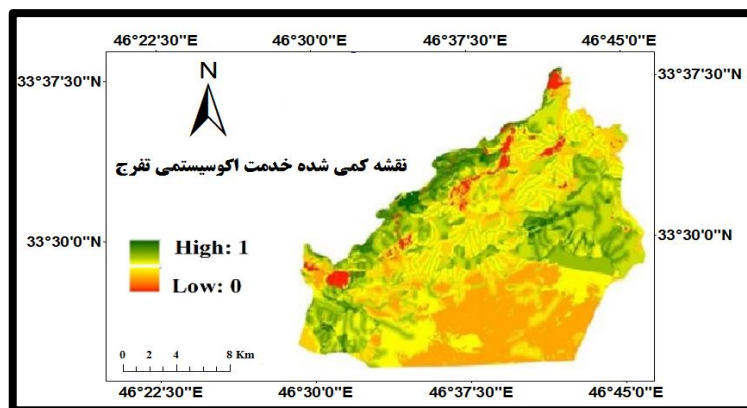 46°22'30"E 46°30'0"E 46°37'30"E 46°45'0"E
33°37'30"N 33°37'30"N
N
نقشه کمی شده خدمت اکوسیستمی تفرج
33°30'0"N 33°30'0"N
High: 1
Low: 0
0 2 4 8 Km
46°22'30"E 46°30'0"E 46°37'30"E 46°45'0"E